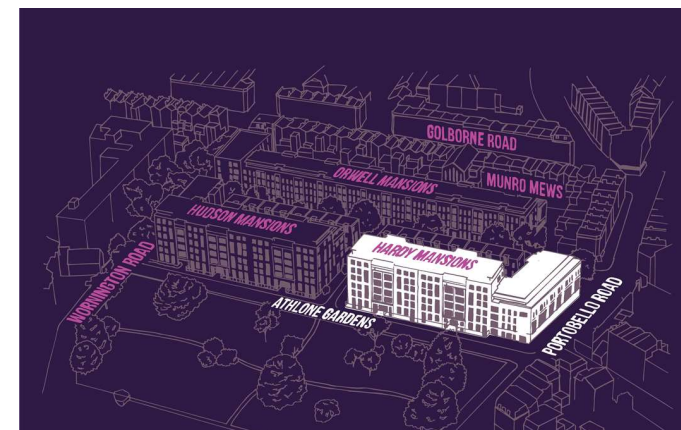 GOLBORNE ROAD
ORWELL MANSIONS
MUNRO MEWS
HUDSON MANSIONS
HARDY MANSIONS
WORNINGTON ROAD
ATHLONE GARDENS
PORTOBELLO ROAD